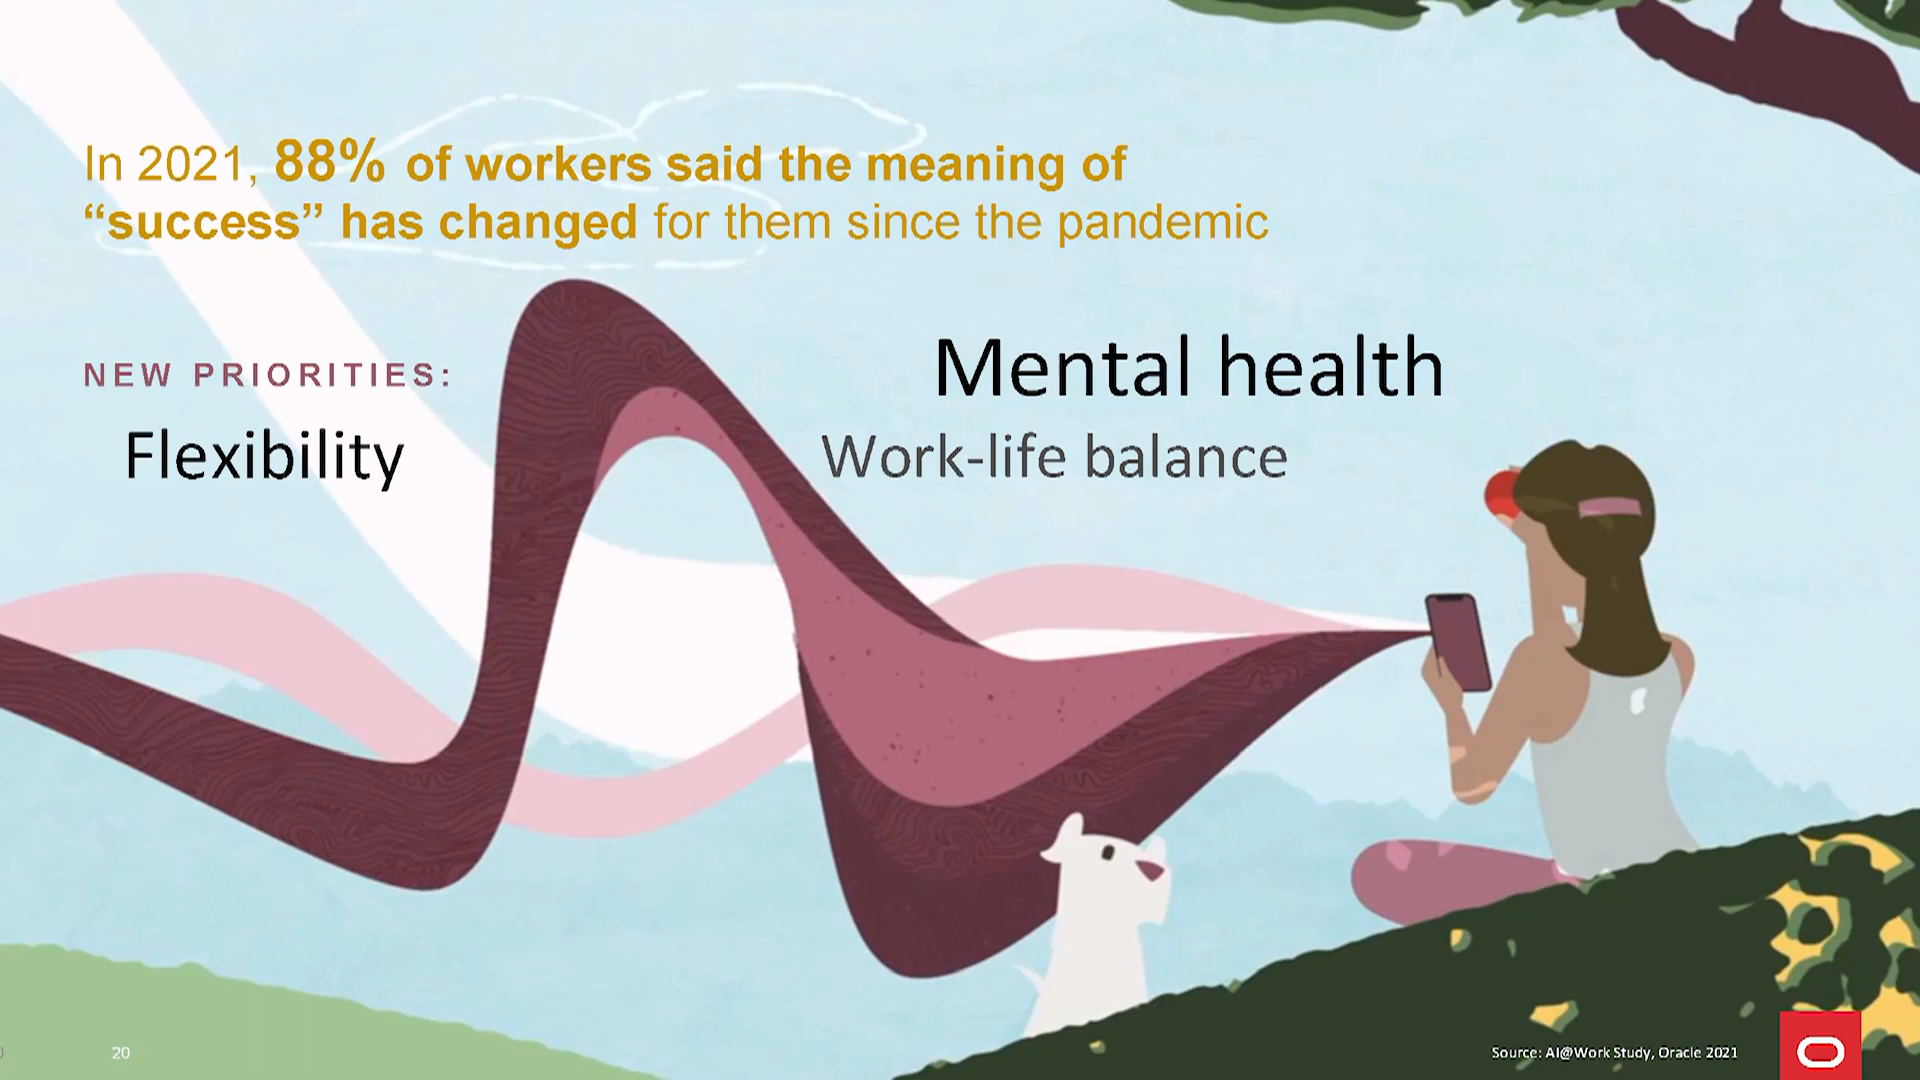 In 2021, 88% of workers said the meaning of
“success” has changed for them since the pandemic
NEW PRIORITIES:
Mental health
Flexibility
Work-life balance
20
Source: AI@Work Study, Oracle 2021